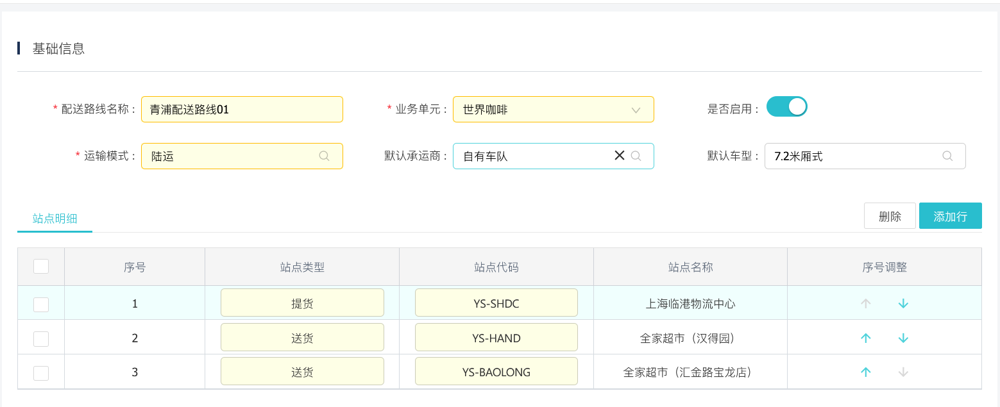 基础信息
* 配送路线名称 : 青浦配送路线01 * 业务单元 : 世界咖啡 是否启用 :
* 运输模式 : 陆运 默认承运商 : 自有车队 默认车型 : 7.2米厢式
站点明细 删除 添加行
序号 站点类型 站点代码 站点名称 序号调整
1 提货 YS-SHDC 上海临港物流中心
2 送货 YS-HAND 全家超市（汉得园）
3 送货 YS-BAOLONG 全家超市（汇金路宝龙店）